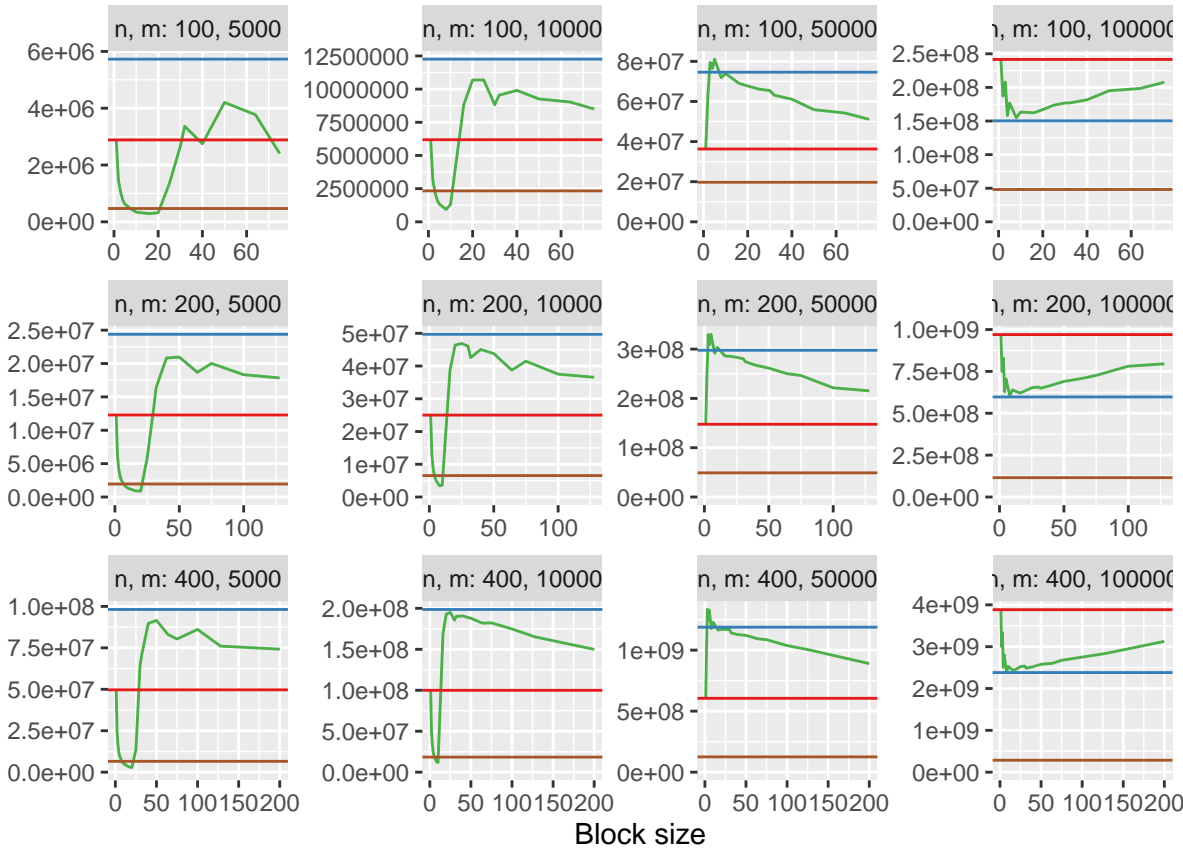 n, m: 100, 5000
n, m: 100, 10000
n, m: 100, 50000
n, m: 100, 100000
6e+06
4e+06
2e+06
0e+00
0 20 40 60
12500000
10000000
7500000
5000000
2500000
0
0 20 40 60
8e+07
6e+07
4e+07
2e+07
0e+00
0 20 40 60
2.5e+08
2.0e+08
1.5e+08
1.0e+08
5.0e+07
0.0e+00
0 20 40 60
n, m: 200, 5000
n, m: 200, 10000
n, m: 200, 50000
n, m: 200, 100000
2.5e+07
2.0e+07
1.5e+07
1.0e+07
5.0e+06
0.0e+00
0 50 100
5e+07
4e+07
3e+07
2e+07
1e+07
0e+00
0 50 100
3e+08
2e+08
1e+08
0e+00
0 50 100
1.0e+09
7.5e+08
5.0e+08
2.5e+08
0.0e+00
0 50 100
n, m: 400, 5000
n, m: 400, 10000
n, m: 400, 50000
n, m: 400, 100000
1.0e+08
7.5e+07
5.0e+07
2.5e+07
0.0e+00
0 50 100 150 200
2.0e+08
1.5e+08
1.0e+08
5.0e+07
0.0e+00
0 50 100 150 200
1e+09
5e+08
0e+00
0 50 100 150 200
4e+09
3e+09
2e+09
1e+09
0e+00
0 50 100 150 200
Block size